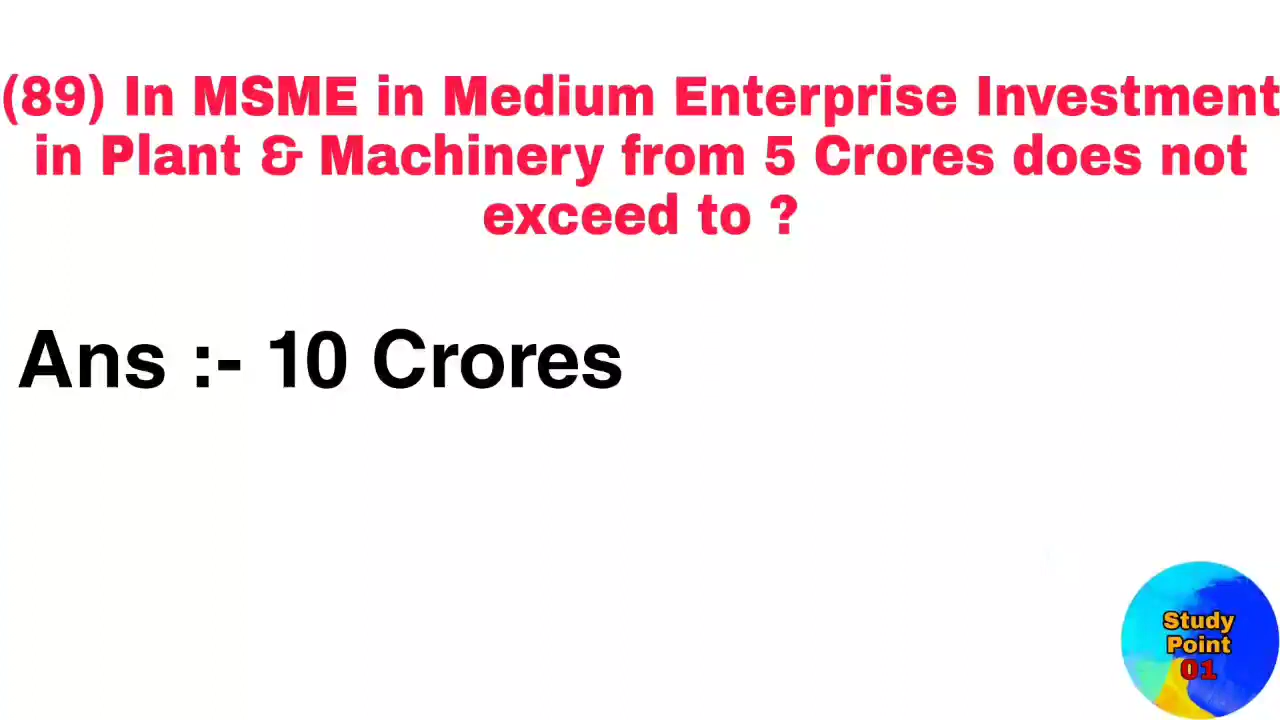 (89) In MSME in Medium Enterprise Investment
in Plant & Machinery from 5 Crores does not
exceed to ?
Ans :- 10 Crores
Study
Point
01